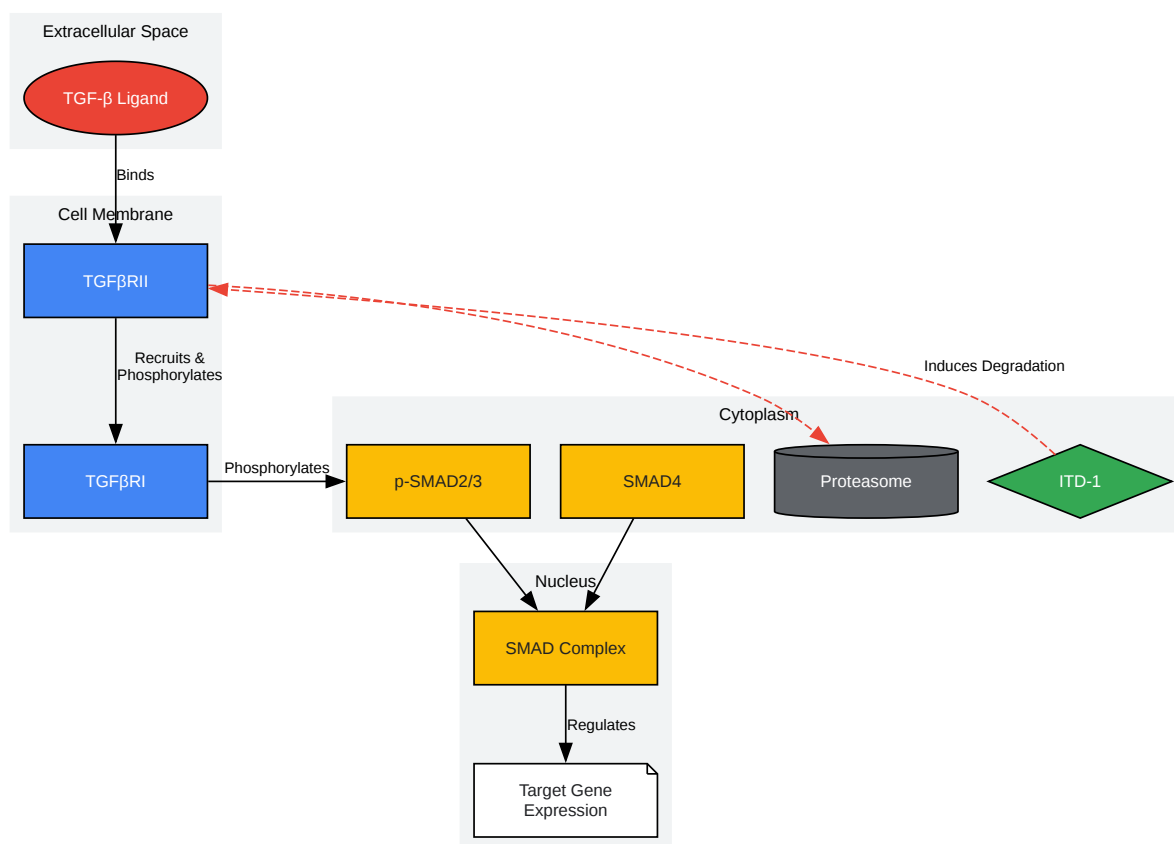 Extracellular Space
TGF-β Ligand
Binds
Cell Membrane
TGFβRII
Recruits &
Phosphorylates
Induces Degradation
Cytoplasm
TGFβRI
Phosphorylates
p-SMAD2/3
SMAD4
Proteasome
ITD-1
Nucleus
SMAD Complex
Regulates
Target Gene
Expression